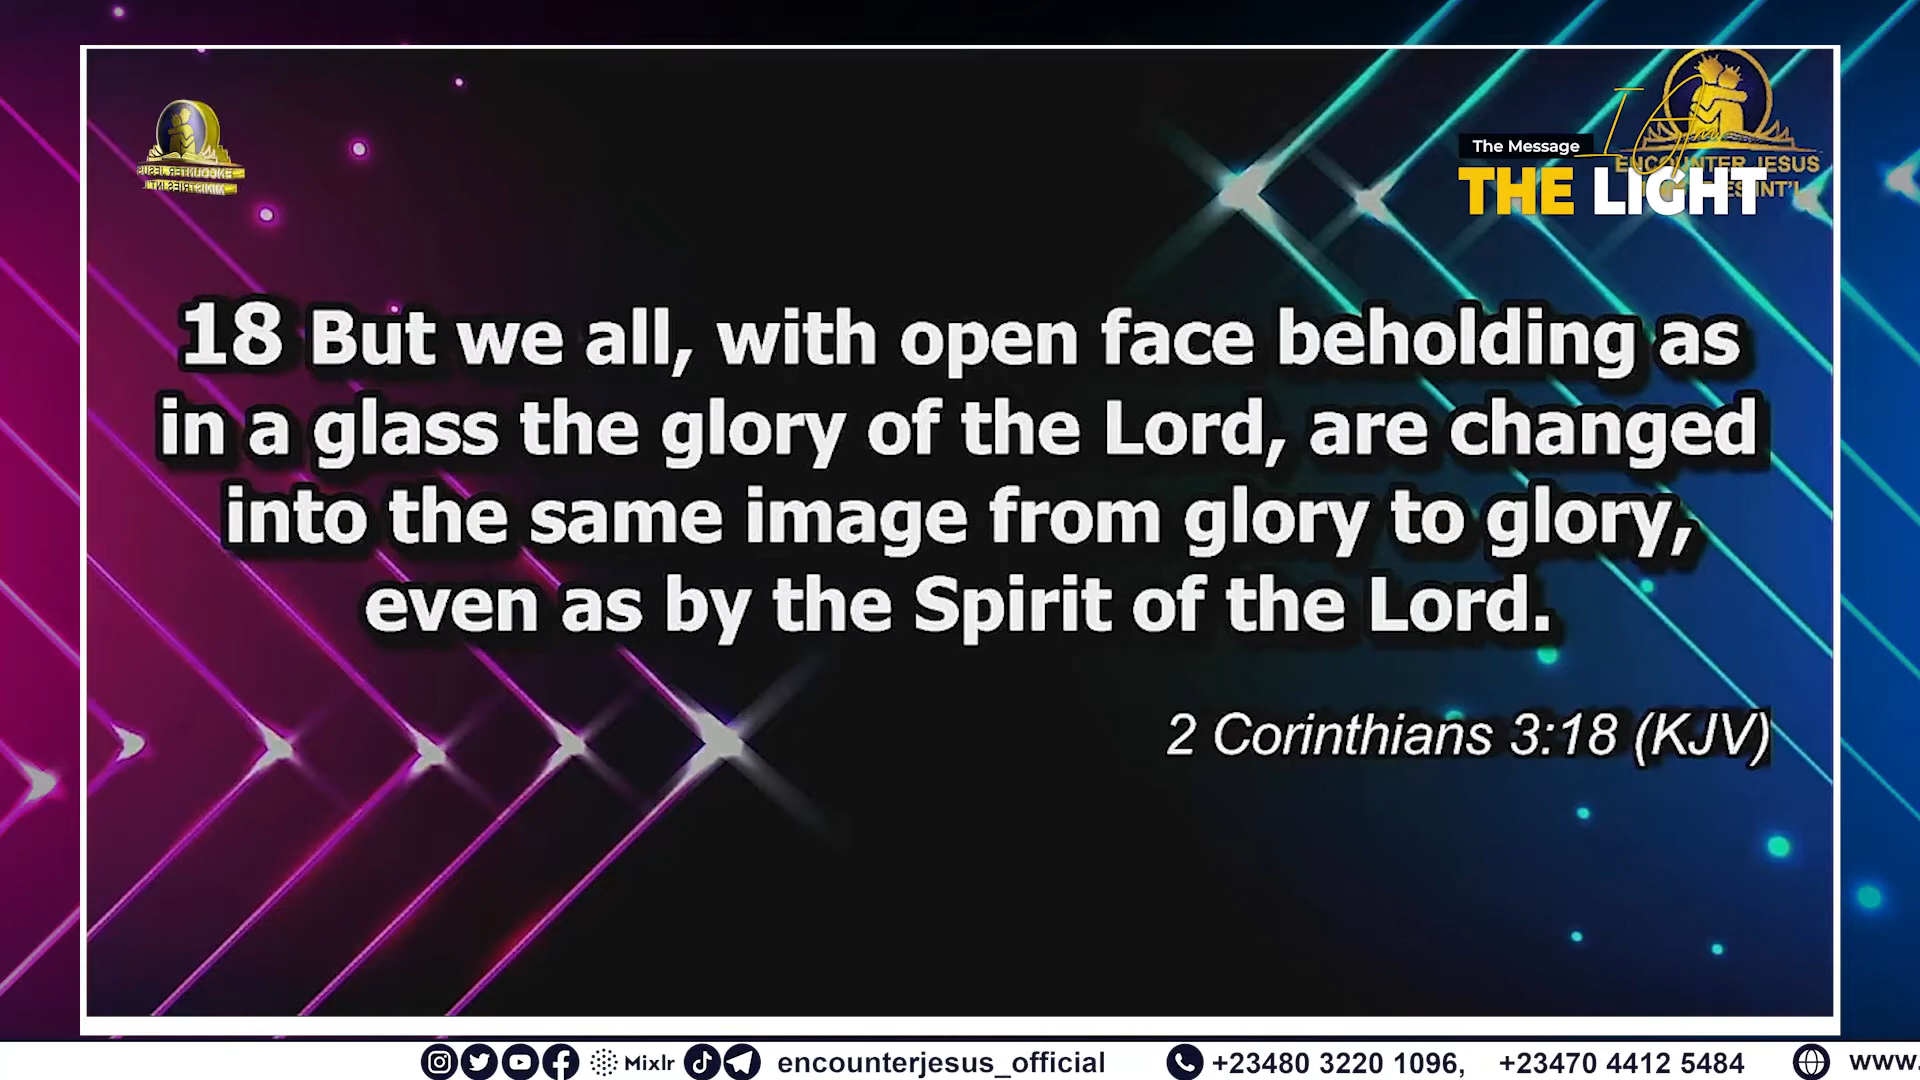 The Message
I Am
THE LIGHT
ENCOUNTER JESUS
18 But we all, with open face beholding as
in a glass the glory of the Lord, are changed
into the same image from glory to glory,
even as by the Spirit of the Lord.
2 Corinthians 3:18 (KJV)
Mixlr encounterjesus_official +23480 3220 1096, +23470 4412 5484 www.